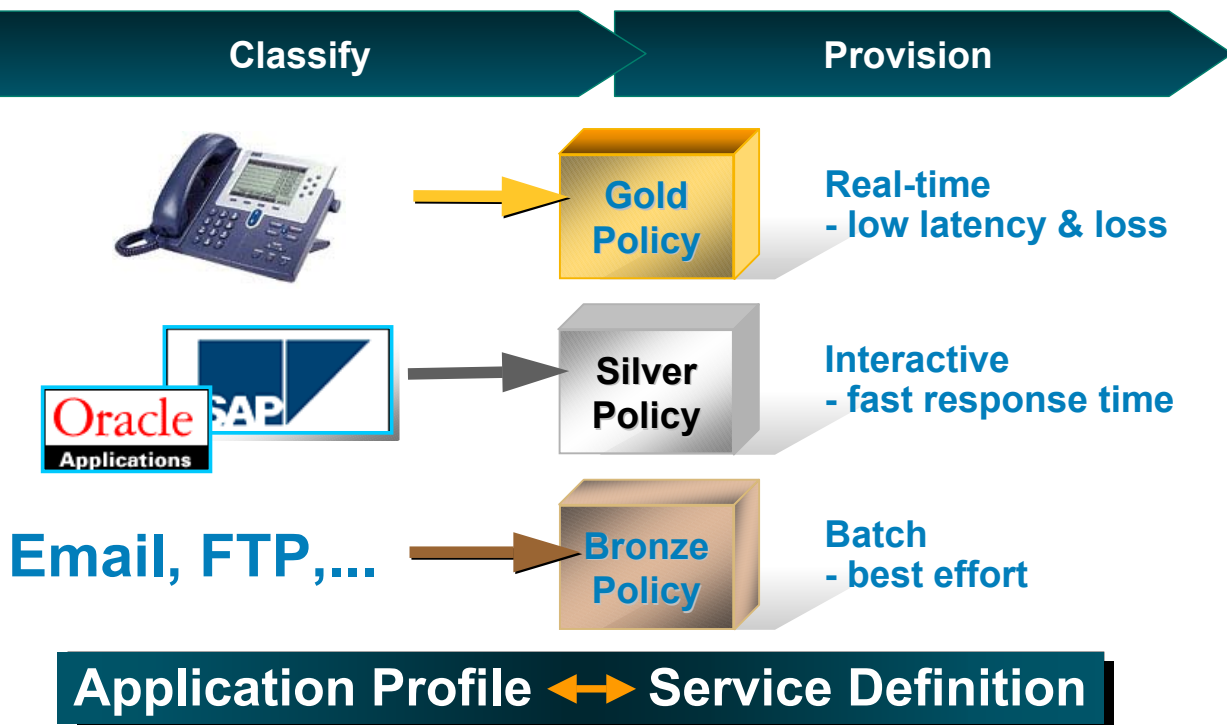 Classify
Provision
Gold
Policy
Real-time
- low latency & loss
SAP
Oracle
Applications
Silver
Policy
Interactive
- fast response time
Email, FTP,...
Bronze
Policy
Batch
- best effort
Application Profile ↔ Service Definition